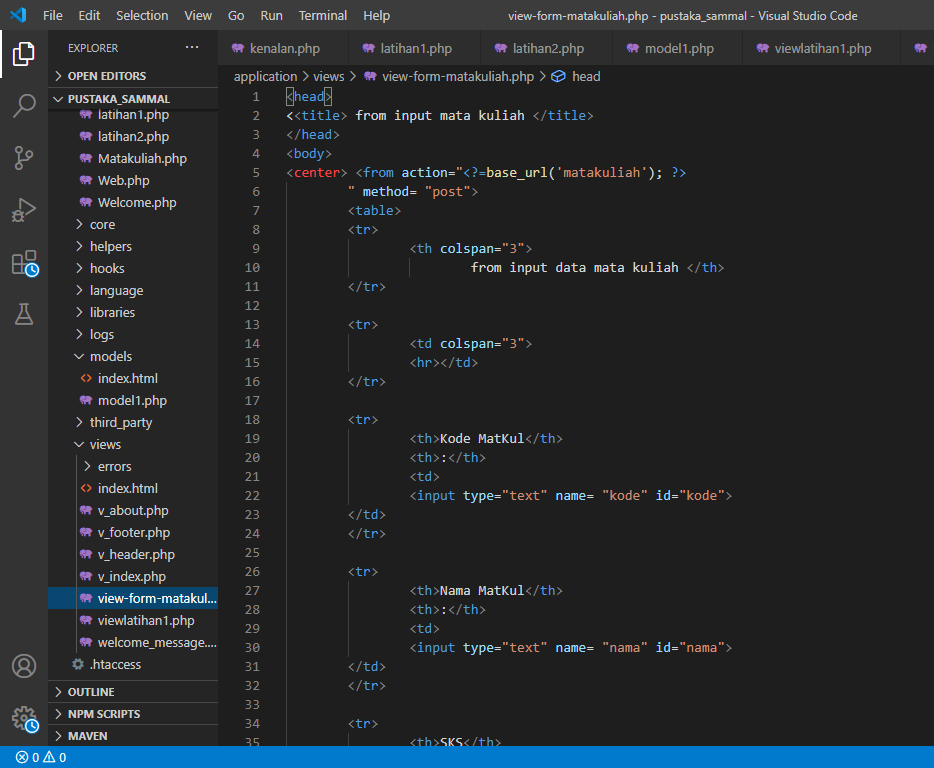 File Edit Selection View Go Run Terminal Help view-form-matakuliah.php - pustaka_sammal - Visual Studio Code
EXPLORER ···
OPEN EDITORS
PUSTAKA_SAMMAL
latihan1.php
latihan2.php
Matakuliah.php
Web.php
Welcome.php
core
helpers
hooks
language
libraries
logs
models
index.html
model1.php
third_party
views
errors
index.html
v_about.php
v_footer.php
v_header.php
v_index.php
view-form-matakul...
viewlatihan1.php
welcome_message....
.htaccess
OUTLINE
NPM SCRIPTS
MAVEN
kenalan.php latihan1.php latihan2.php model1.php viewlatihan1.php
application > views > view-form-matakuliah.php > head
1 <head>
2 <<title> from input mata kuliah </title>
3 </head>
4 <body>
5 <center> <from action="<?=base_url('matakuliah'); ?>
6 " method= "post">
7 <table>
8 <tr>
9 <th colspan="3">
10 from input data mata kuliah </th>
11 </tr>
12
13 <tr>
14 <td colspan="3">
15 <hr></td>
16 </tr>
17
18 <tr>
19 <th>Kode MatKul</th>
20 <th>:</th>
21 <td>
22 <input type="text" name= "kode" id="kode">
23 </td>
24 </tr>
25
26 <tr>
27 <th>Nama MatKul</th>
28 <th>:</th>
29 <td>
30 <input type="text" name= "nama" id="nama">
31 </td>
32 </tr>
33
34 <tr>
35 <th>SKS</th>
0 0